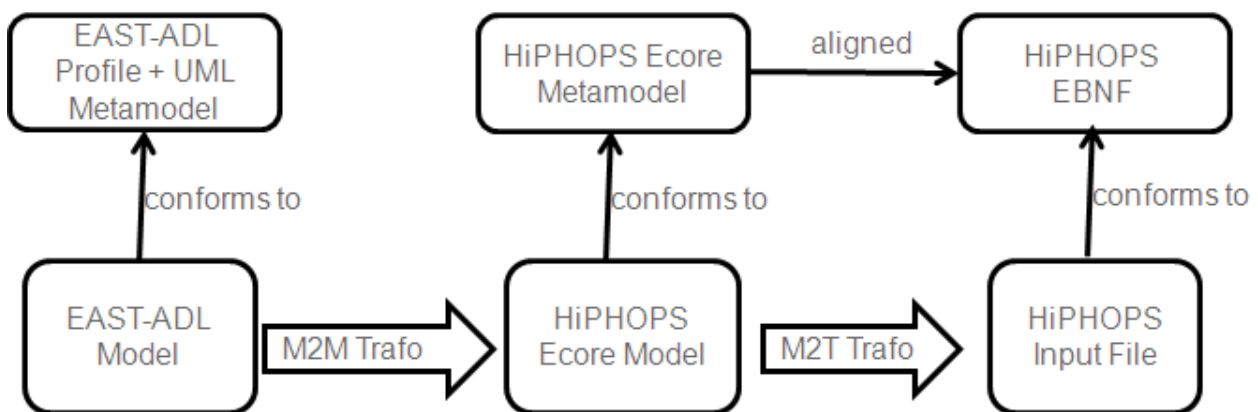 EAST-ADL
Profile + UML
Metamodel
HiPHOPS Ecore
Metamodel
aligned
HiPHOPS
EBNF
conforms to
conforms to
conforms to
EAST-ADL
Model
M2M Trafo
HiPHOPS
Ecore Model
M2T Trafo
HiPHOPS
Input File